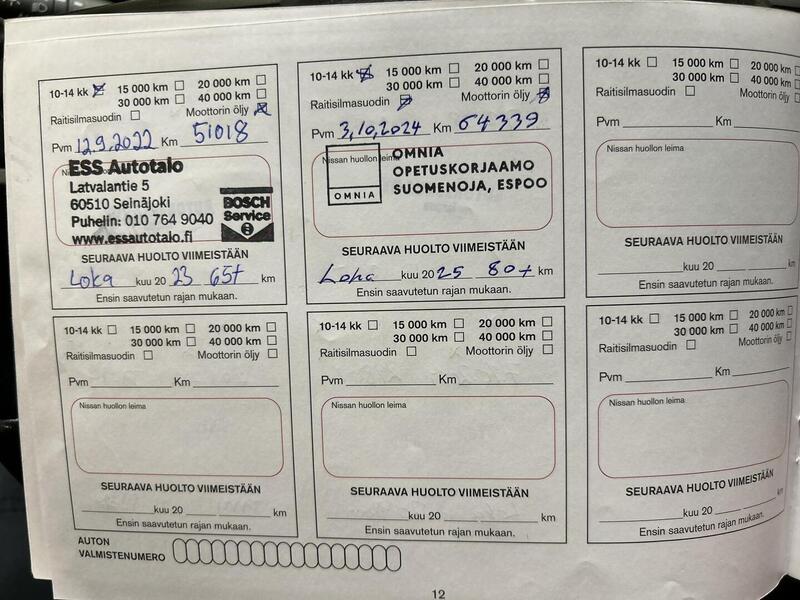 10-14 kk 15 000 km 20 000 km
30 000 km 40 000 km
Raitisilmasuodin Moottorin öljy
Pvm 12.9.2022 Km 51018
Nissan huollon leima
ESS Autotalo
Latvalantie 5
60510 Seinäjoki
Puhelin: 010 764 9040
www.essautotalo.fi
BOSCH
Service
SEURAAVA HUOLTO VIIMEISTÄÄN
Loka kuu 20 23 65t km
Ensin saavutetun rajan mukaan.
10-14 kk 15 000 km 20 000 km
30 000 km 40 000 km
Raitisilmasuodin Moottorin öljy
Pvm 3,10,2024 Km 64339
Nissan huollon leima
OMNIA
OMNIA
OPETUSKORJAAMO
SUOMENOJA, ESPOO
SEURAAVA HUOLTO VIIMEISTÄÄN
Loka kuu 20 25 80t km
Ensin saavutetun rajan mukaan.
10-14 kk 15 000 km 20 000 km
30 000 km 40 000 km
Raitisilmasuodin Moottorin öljy
Pvm Km
Nissan huollon leima
SEURAAVA HUOLTO VIIMEISTÄÄN
kuu 20 km
Ensin saavutetun rajan mukaan.
10-14 kk 15 000 km 20 000 km
30 000 km 40 000 km
Raitisilmasuodin Moottorin öljy
Pvm Km
Nissan huollon leima
SEURAAVA HUOLTO VIIMEISTÄÄN
kuu 20 km
Ensin saavutetun rajan mukaan.
10-14 kk 15 000 km 20 000 km
30 000 km 40 000 km
Raitisilmasuodin Moottorin öljy
Pvm Km
Nissan huollon leima
SEURAAVA HUOLTO VIIMEISTÄÄN
kuu 20 km
Ensin saavutetun rajan mukaan.
10-14 kk 15 000 km 20 000 km
30 000 km 40 000 km
Raitisilmasuodin Moottorin öljy
Pvm Km
Nissan huollon leima
SEURAAVA HUOLTO VIIMEISTÄÄN
kuu 20 km
Ensin saavutetun rajan mukaan.
AUTON
VALMISTENUMERO
12